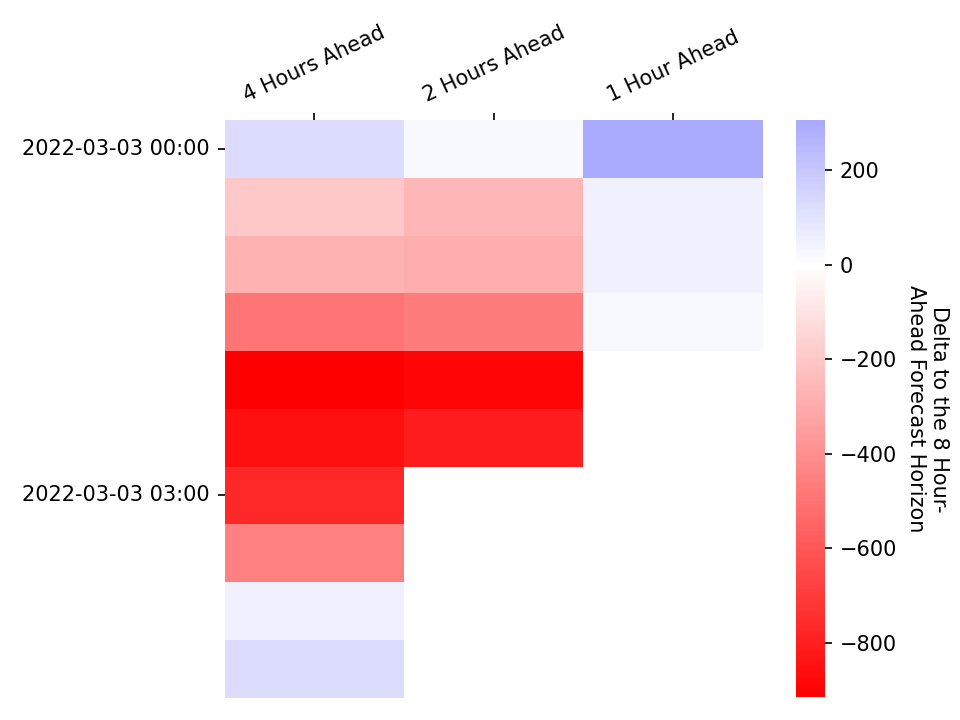 4 Hours Ahead
2 Hours Ahead
1 Hour Ahead
2022-03-03 00:00
2022-03-03 03:00
200
0
−200
−400
−600
−800
Delta to the 8 Hour-
Ahead Forecast Horizon